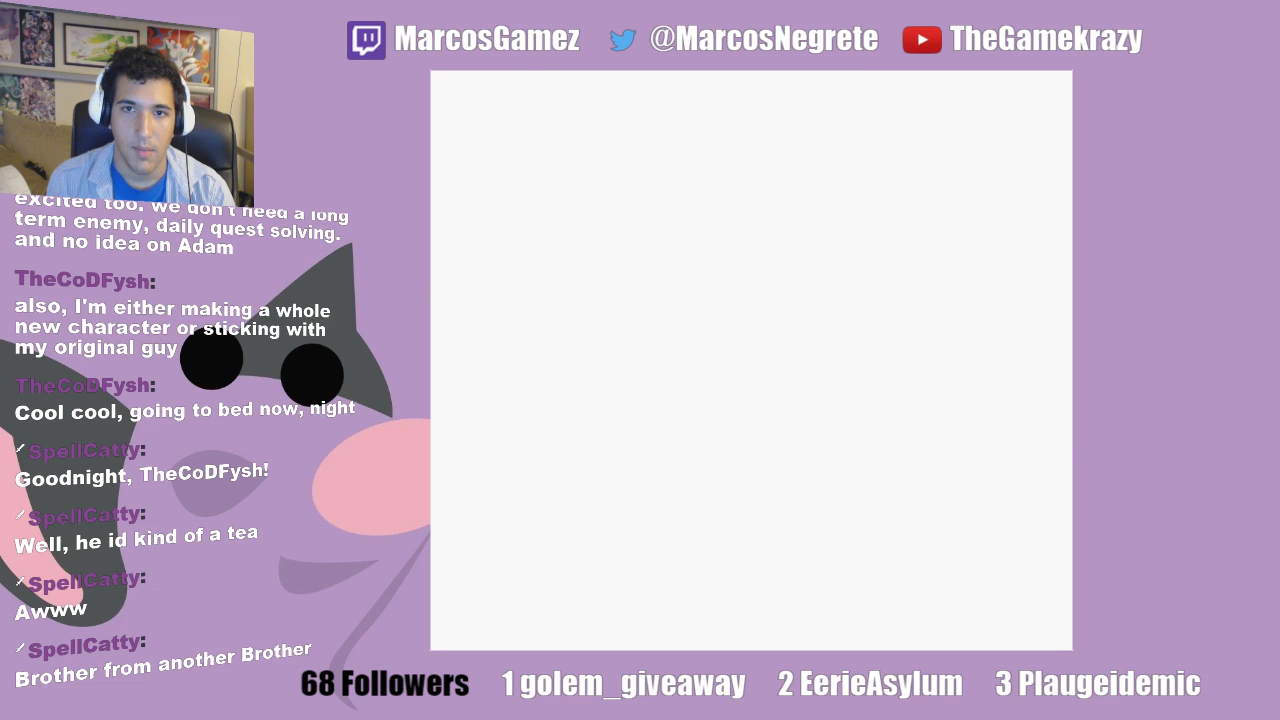 MarcosGamez @MarcosNegrete TheGamekrazy
excited too. we don't need a long
term enemy, daily quest solving.
and no idea on Adam
TheCoDFysh:
also, I'm either making a whole
new character or sticking with
my original guy
TheCoDFysh:
Cool cool, going to bed now, night
SpellCatty:
Goodnight, TheCoDFysh!
SpellCatty:
Well, he id kind of a tea
SpellCatty:
Awww
SpellCatty:
Brother from another Brother
68 Followers 1 golem_giveaway 2 EerieAsylum 3 Plaugeidemic